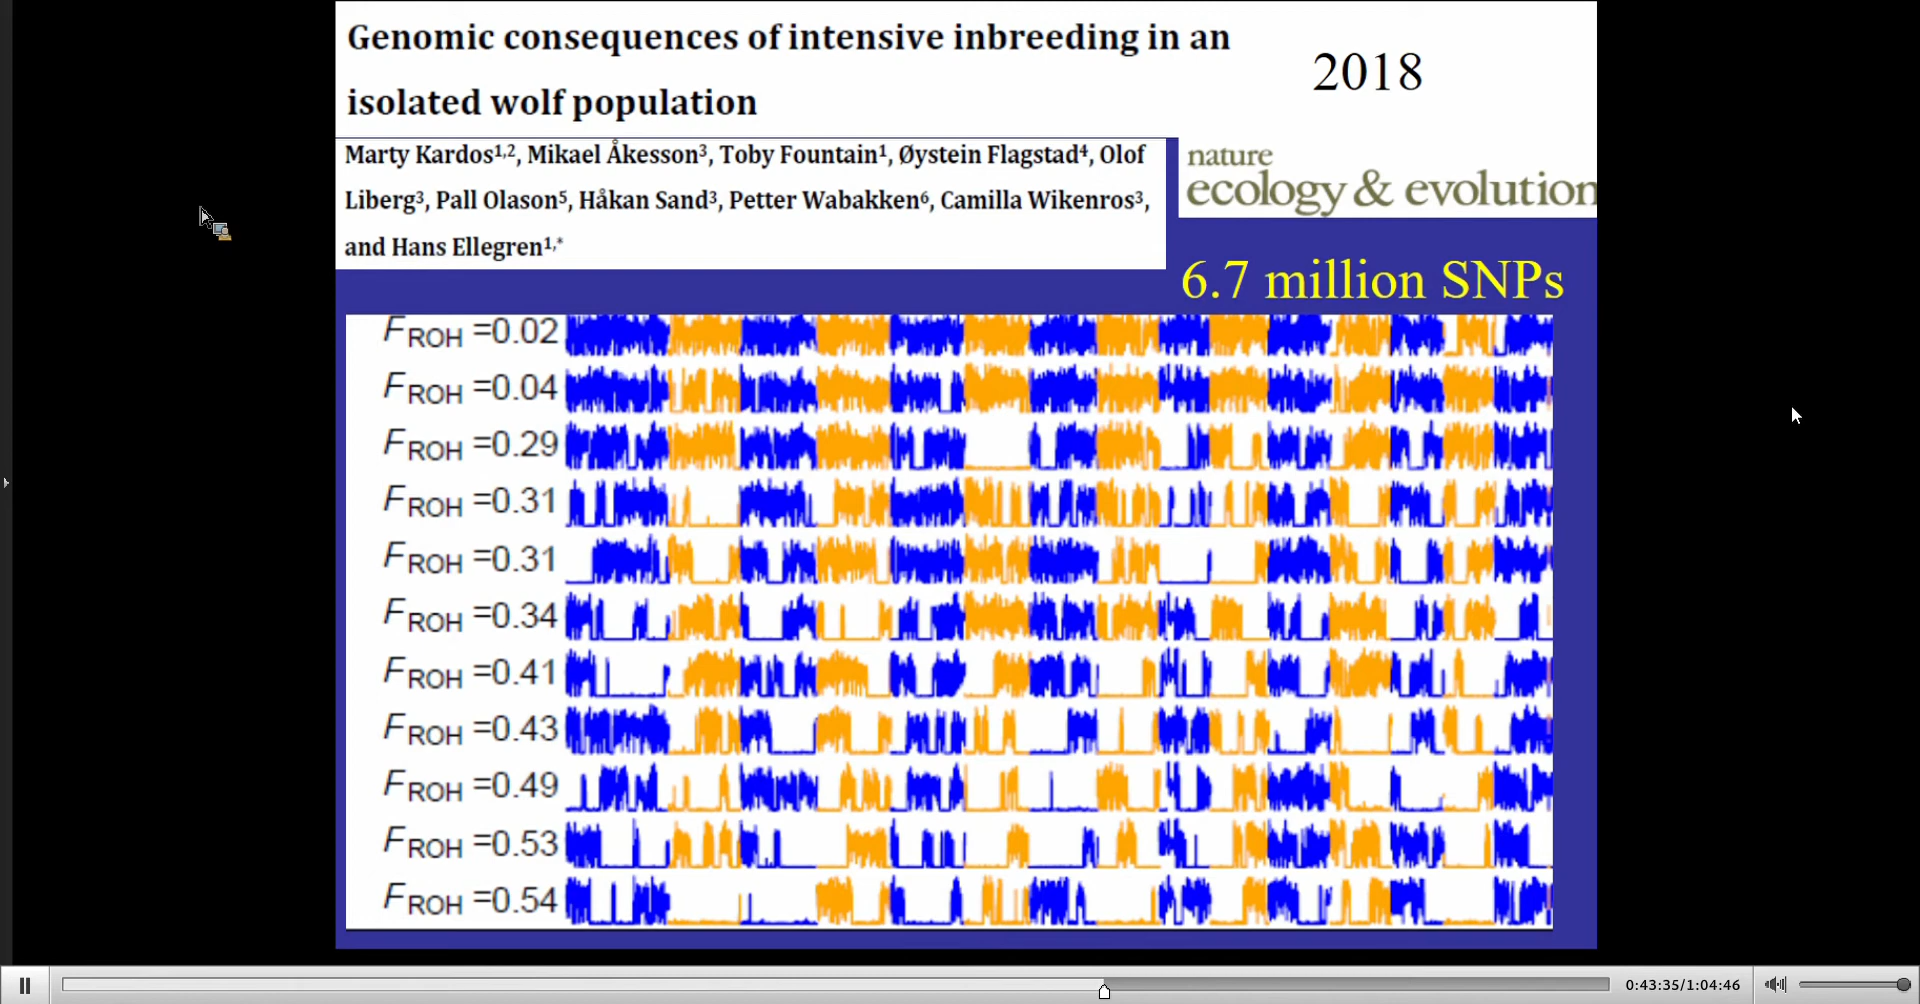 Genomic consequences of intensive inbreeding in an
isolated wolf population
2018
Marty Kardos1,2, Mikael Åkesson3, Toby Fountain1, Øystein Flagstad4, Olof
Liberg3, Pall Olason5, Håkan Sand3, Petter Wabakken6, Camilla Wikenros3,
and Hans Ellegren1,*
nature
ecology & evolution
6.7 million SNPs
FROH =0.02
FROH =0.04
FROH =0.29
FROH =0.31
FROH =0.31
FROH =0.34
FROH =0.41
FROH =0.43
FROH =0.49
FROH =0.53
FROH =0.54
0:43:35/1:04:46